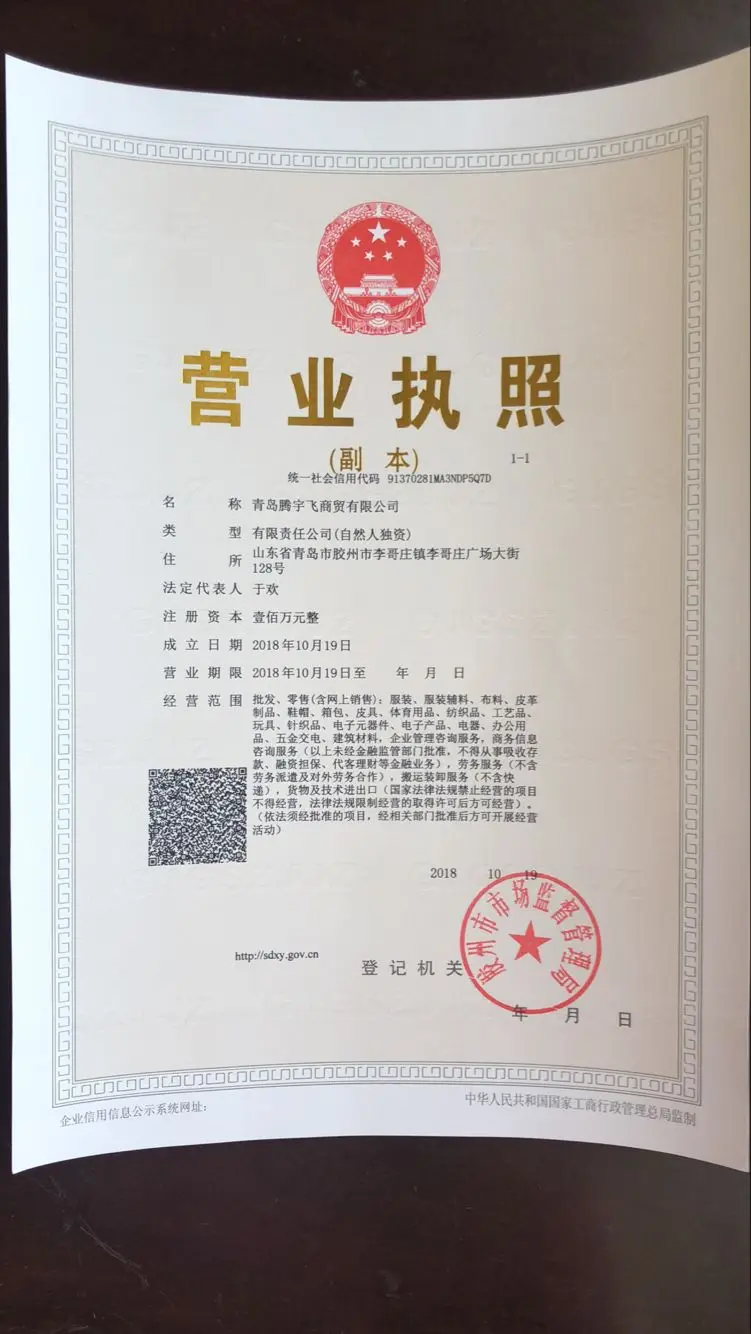 营业执照
(副 本)
1-1
统一社会信用代码 91370281MA3NDP5Q7D
名 称 青岛腾宇飞商贸有限公司
类 型 有限责任公司(自然人独资)
住 所 山东省青岛市胶州市李哥庄镇李哥庄广场大街
128号
法定代表人 于欢
注册资本 壹佰万元整
成立日期 2018年10月19日
营业期限 2018年10月19日至 年 月 日
经营范围 批发、零售(含网上销售)：服装、服装辅料、布料、皮革
制品、鞋帽、箱包、皮具、体育用品、纺织品、工艺品、
玩具、针织品、电子元器件、电子产品、电器、办公用
品、五金交电、建筑材料，企业管理咨询服务，商务信息
咨询服务（以上未经金融监管部门批准，不得从事吸收存
款、融资担保、代客理财等金融业务），劳务服务（不含
劳务派遣及对外劳务合作），搬运装卸服务（不含快
递），货物及技术进出口（国家法律法规禁止经营的项目
不得经营，法律法规限制经营的取得许可后方可经营）。
（依法须经批准的项目，经相关部门批准后方可开展经营
活动）
2018 10 19
胶州市市场监督管理局
http://sdxy.gov.cn
登记机关
年 月 日
企业信用信息公示系统网址：
中华人民共和国国家工商行政管理总局监制